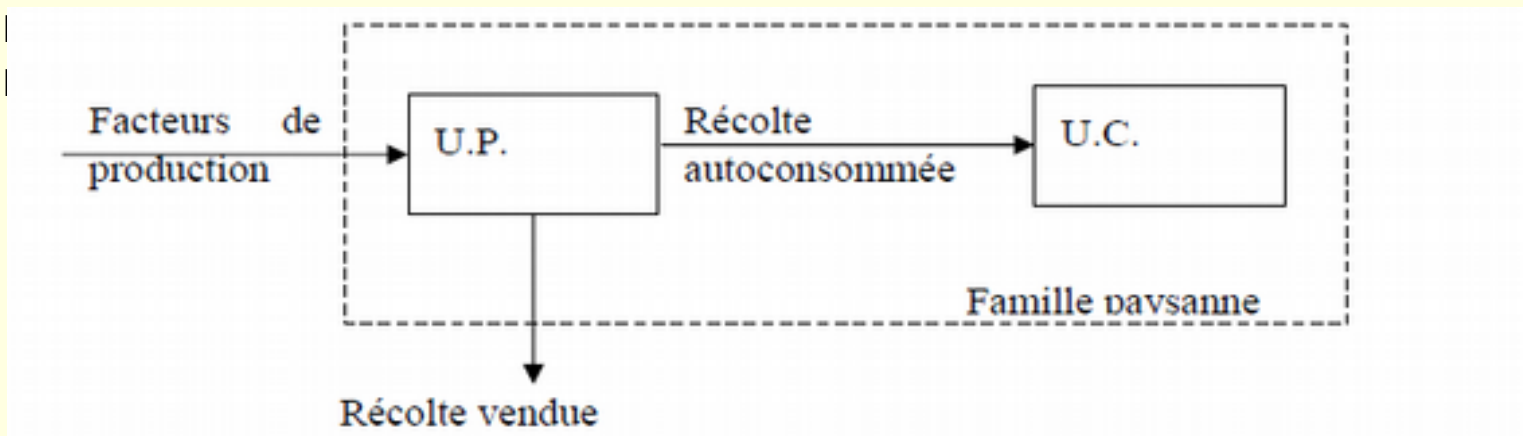 Facteurs de
production
U.P.
Récolte
autoconsommée
U.C.
Famille paysanne
Récolte vendue